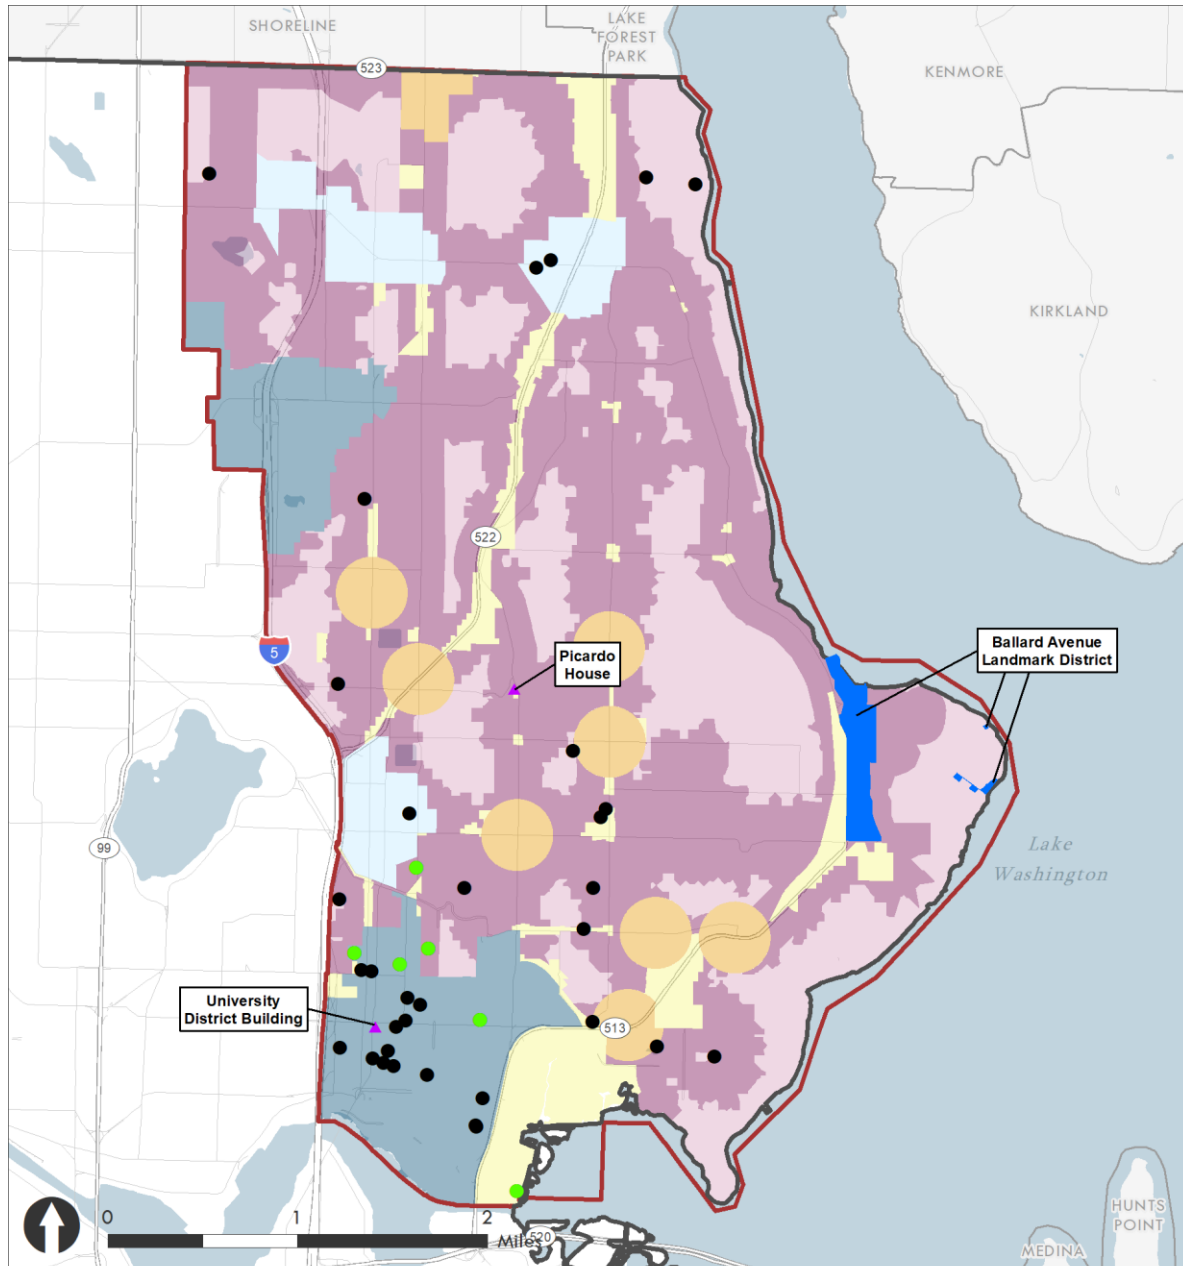 SHORELINE
LAKE
FOREST
PARK
523
KENMORE
KIRKLAND
522
5
Picardo
House
Ballard Avenue
Landmark District
99
Lake
Washington
University
District Building
513
0 1 2
Miles
520
HUNTS
POINT
MEDINA